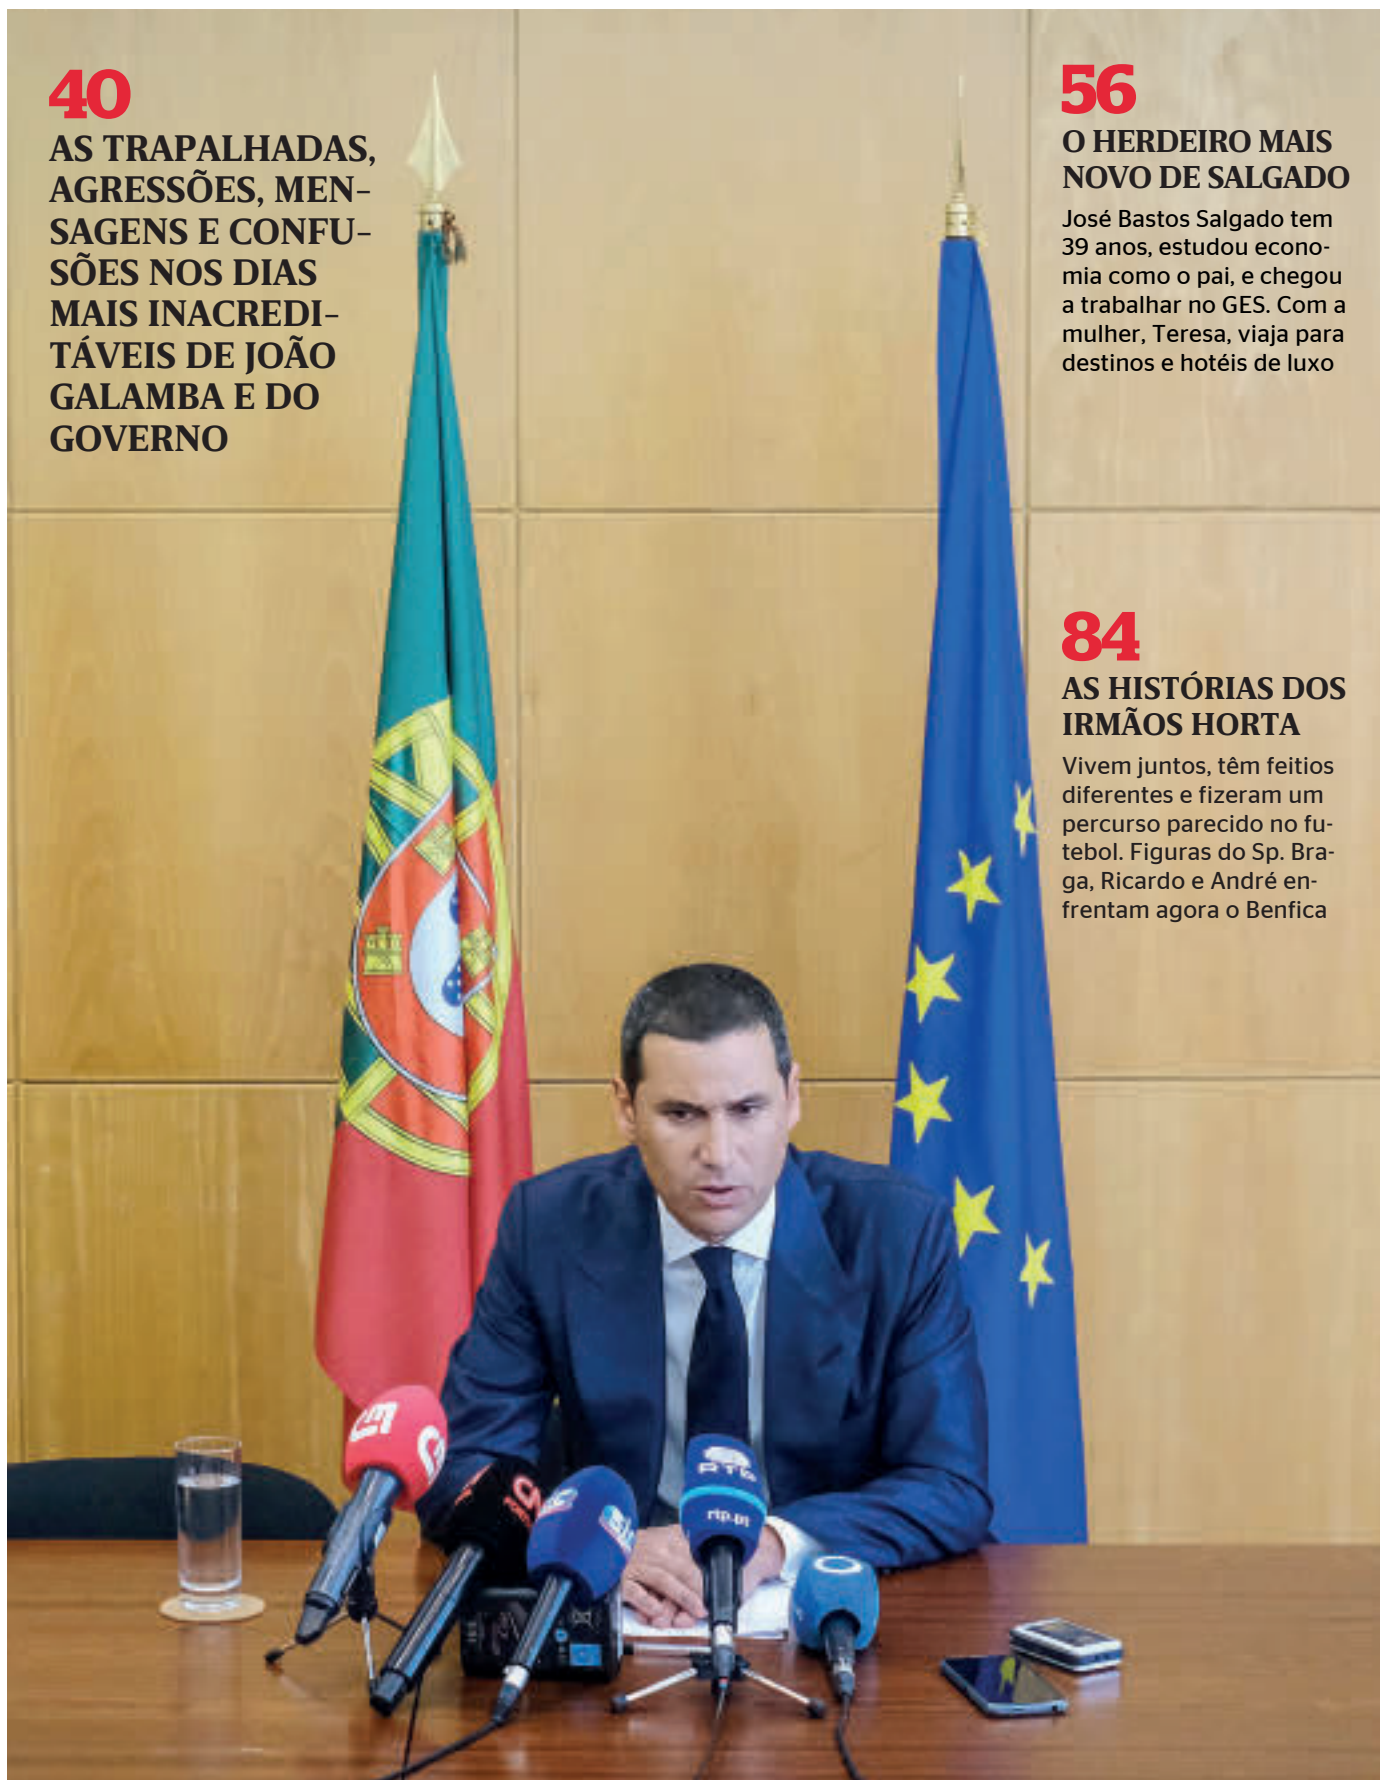 40
AS TRAPALHADAS,
AGRESSÕES, MEN-
SAGENS E CONFU-
SÕES NOS DIAS
MAIS INACREDI-
TÁVEIS DE JOÃO
GALAMBA E DO
GOVERNO
56
O HERDEIRO MAIS
NOVO DE SALGADO
José Bastos Salgado tem
39 anos, estudou econo-
mia como o pai, e chegou
a trabalhar no GES. Com a
mulher, Teresa, viaja para
destinos e hotéis de luxo
84
AS HISTÓRIAS DOS
IRMÃOS HORTA
Vivem juntos, têm feitios
diferentes e fizeram um
percurso parecido no fu-
tebol. Figuras do Sp. Bra-
ga, Ricardo e André en-
frentam agora o Benfica
RTP
rtp.pt